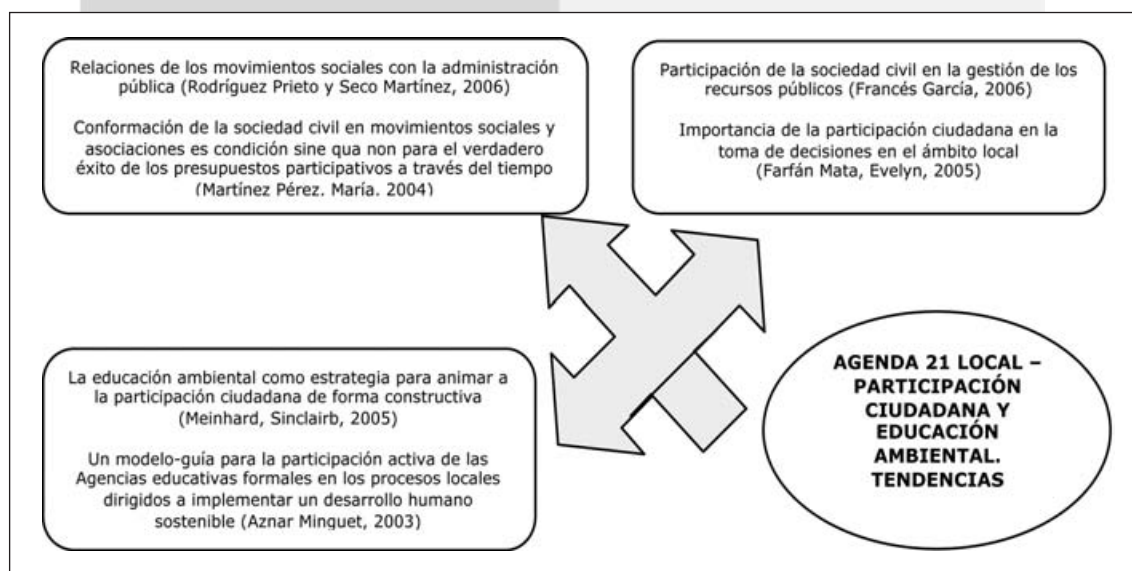 Relaciones de los movimientos sociales con la administración
pública (Rodríguez Prieto y Seco Martínez, 2006)
Conformación de la sociedad civil en movimientos sociales y
asociaciones es condición sine qua non para el verdadero
éxito de los presupuestos participativos a través del tiempo
(Martínez Pérez. María. 2004)
Participación de la sociedad civil en la gestión de los
recursos públicos (Francés García, 2006)
Importancia de la participación ciudadana en la
toma de decisiones en el ámbito local
(Farfán Mata, Evelyn, 2005)
La educación ambiental como estrategia para animar a
la participación ciudadana de forma constructiva
(Meinhard, Sinclairb, 2005)
Un modelo-guía para la participación activa de las
Agencias educativas formales en los procesos locales
dirigidos a implementar un desarrollo humano
sostenible (Aznar Minguet, 2003)
AGENDA 21 LOCAL –
PARTICIPACIÓN
CIUDADANA Y
EDUCACIÓN
AMBIENTAL.
TENDENCIAS